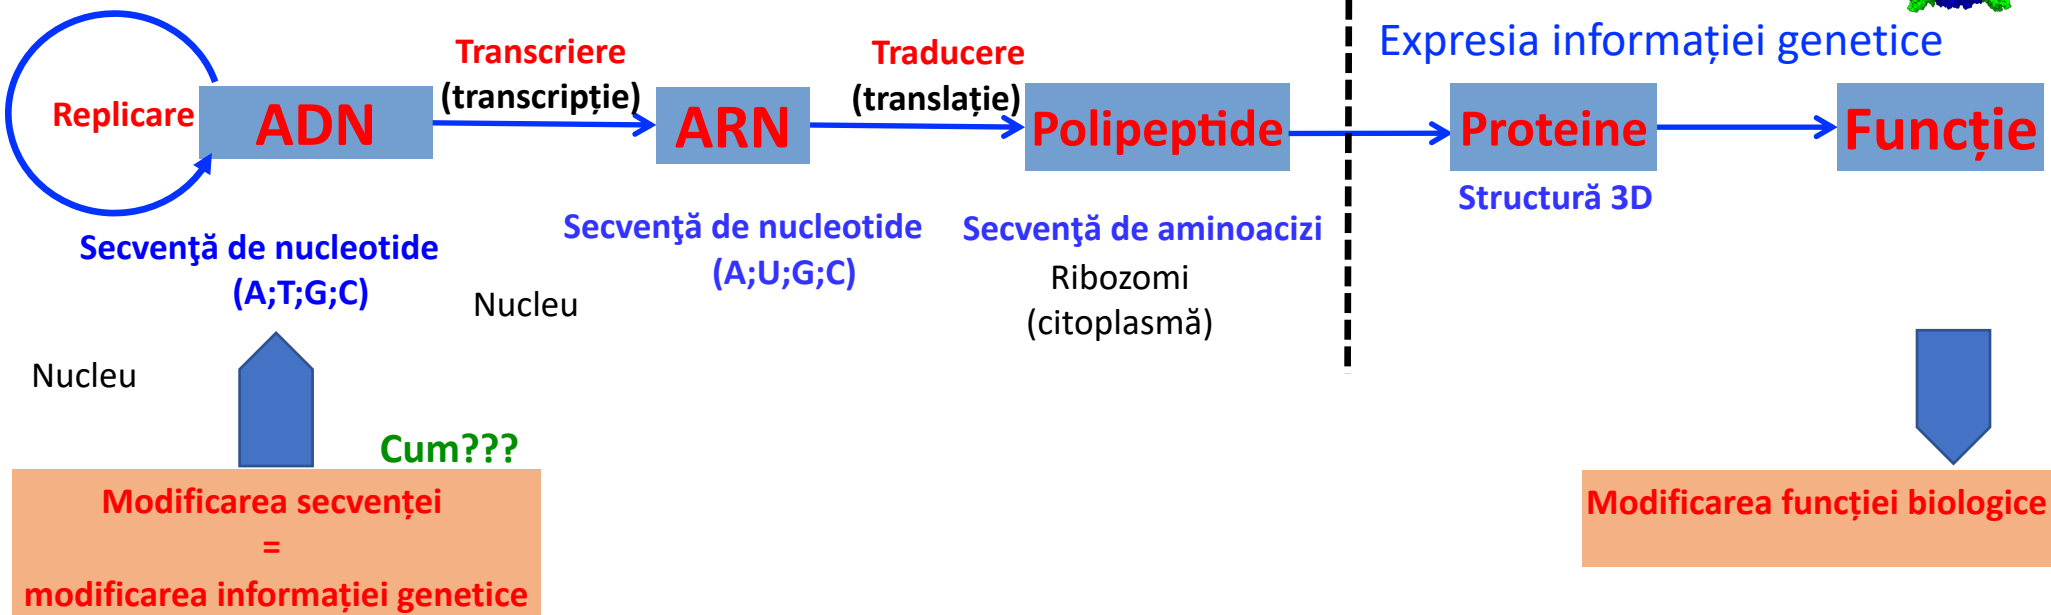 Expresia informației genetice
Transcriere
(transcripție)
Traducere
(translație)
Replicare
ADN
ARN
Polipeptide
Proteine
Funcție
Structură 3D
Secvenţă de nucleotide
(A;T;G;C)
Secvenţă de nucleotide
(A;U;G;C)
Secvenţă de aminoacizi
Ribozomi
(citoplasmă)
Nucleu
Nucleu
Cum???
Modificarea secvenței
=
modificarea informației genetice
Modificarea funcției biologice